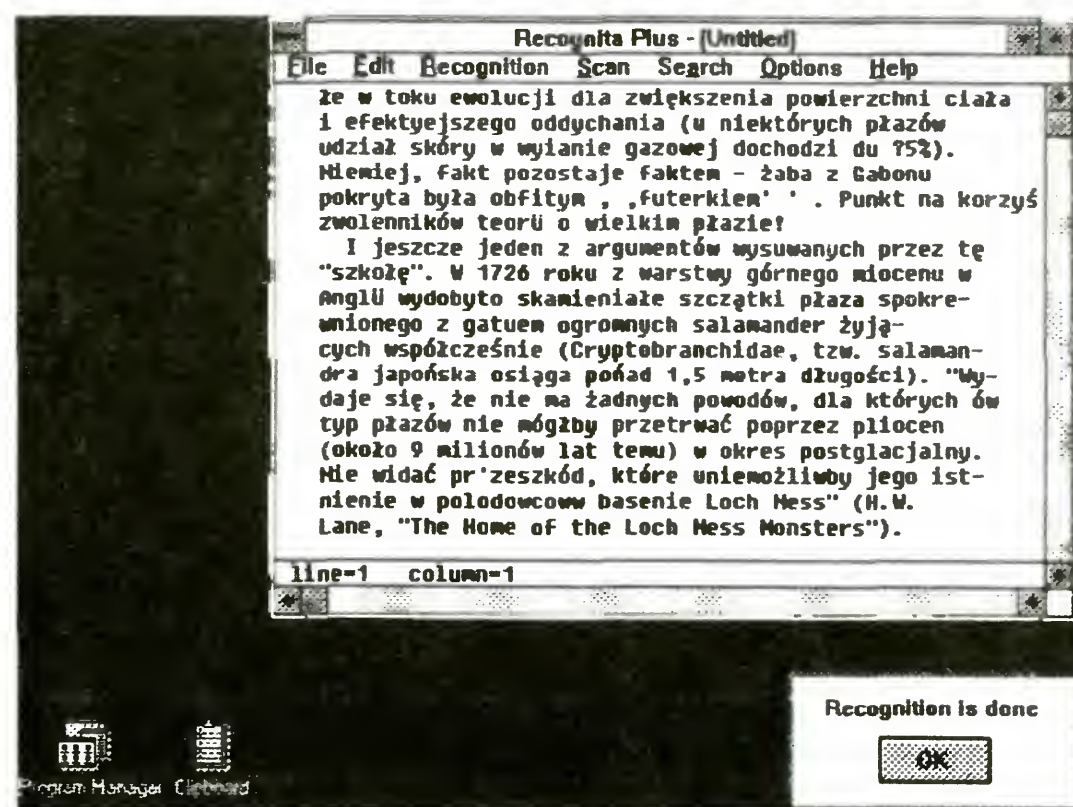 Recognita Plus - (Untitled)
File Edit Recognition Scan Search Options Help
że w toku ewolucji dla zwiększenia powierzchni ciała
i efektyejszego oddychania (u niektórych płazów
udział skóry w wyianie gazowej dochodzi du ?5%).
Niemiej, fakt pozostaje faktem - żaba z Gabonu
pokryta była obfitym , ,futerkiem' ' . Punkt na korzyś
zwolenników teorU o wielkim płazie!
I jeszcze jeden z argumentów wysuwanych przez tę
"szkołę". W 1726 roku z warstwy górnego miocenu w
AnglU wydobyto skamieniałe szczątki płaza spokre-
wnionego z gatuem ogromnych salamander żyją-
cych współcześnie (Cryptobranchidae, tzw. salaman-
dra japońska osiąga ponad 1,5 metra długości). "Wy-
daje się, że nie ma żadnych powodów, dla których ów
typ płazów nie mógłby przetrwać poprzez pliocen
(około 9 milionów lat temu) w okres postglacjalny.
Nie widać pr'zeszkód, które uniemożliwby jego ist-
nienie w polodowcoww basenie Loch Ness" (H.W.
Lane, "The Home of the Loch Ness Monsters").
line=1 column=1
Recognition is done
OK
Program Manager Clipboard